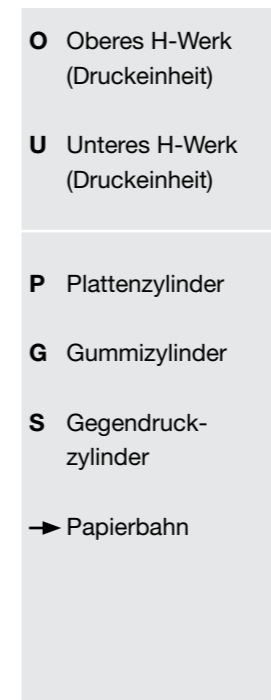 O Oberes H-Werk
(Druckeinheit)
U Unteres H-Werk
(Druckeinheit)
P Plattenzylinder
G Gummizylinder
S Gegendruck-
zylinder
→ Papierbahn